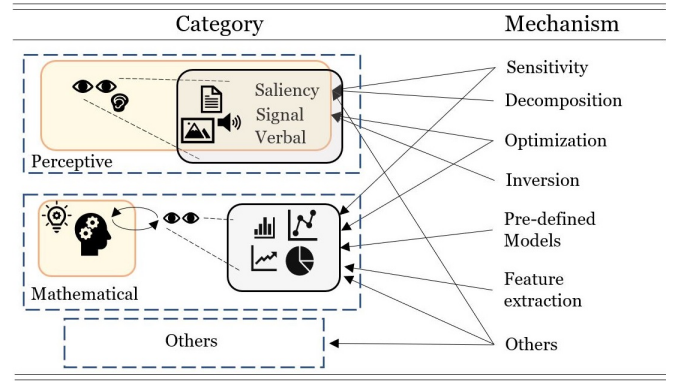 Category
Mechanism
Saliency
Signal
Verbal
Perceptive
Mathematical
Others
Sensitivity
Decomposition
Optimization
Inversion
Pre-defined
Models
Feature
extraction
Others